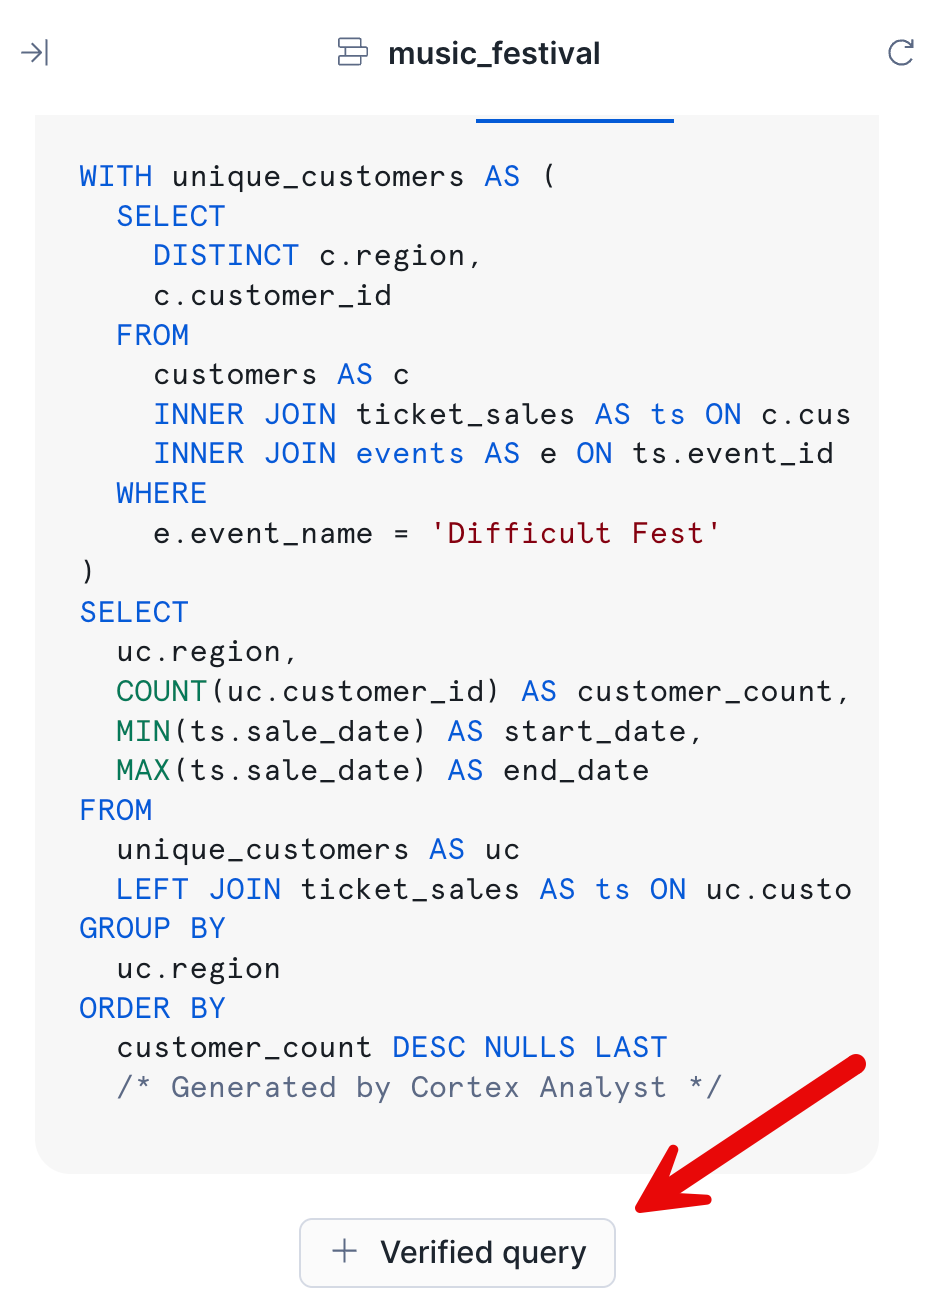 music_festival
WITH unique_customers AS (
SELECT
DISTINCT c.region,
c.customer_id
FROM
customers AS c
INNER JOIN ticket_sales AS ts ON c.cus
INNER JOIN events AS e ON ts.event_id
WHERE
e.event_name = 'Difficult Fest'
)
SELECT
uc.region,
COUNT(uc.customer_id) AS customer_count,
MIN(ts.sale_date) AS start_date,
MAX(ts.sale_date) AS end_date
FROM
unique_customers AS uc
LEFT JOIN ticket_sales AS ts ON uc.custo
GROUP BY
uc.region
ORDER BY
customer_count DESC NULLS LAST
/* Generated by Cortex Analyst */
+ Verified query